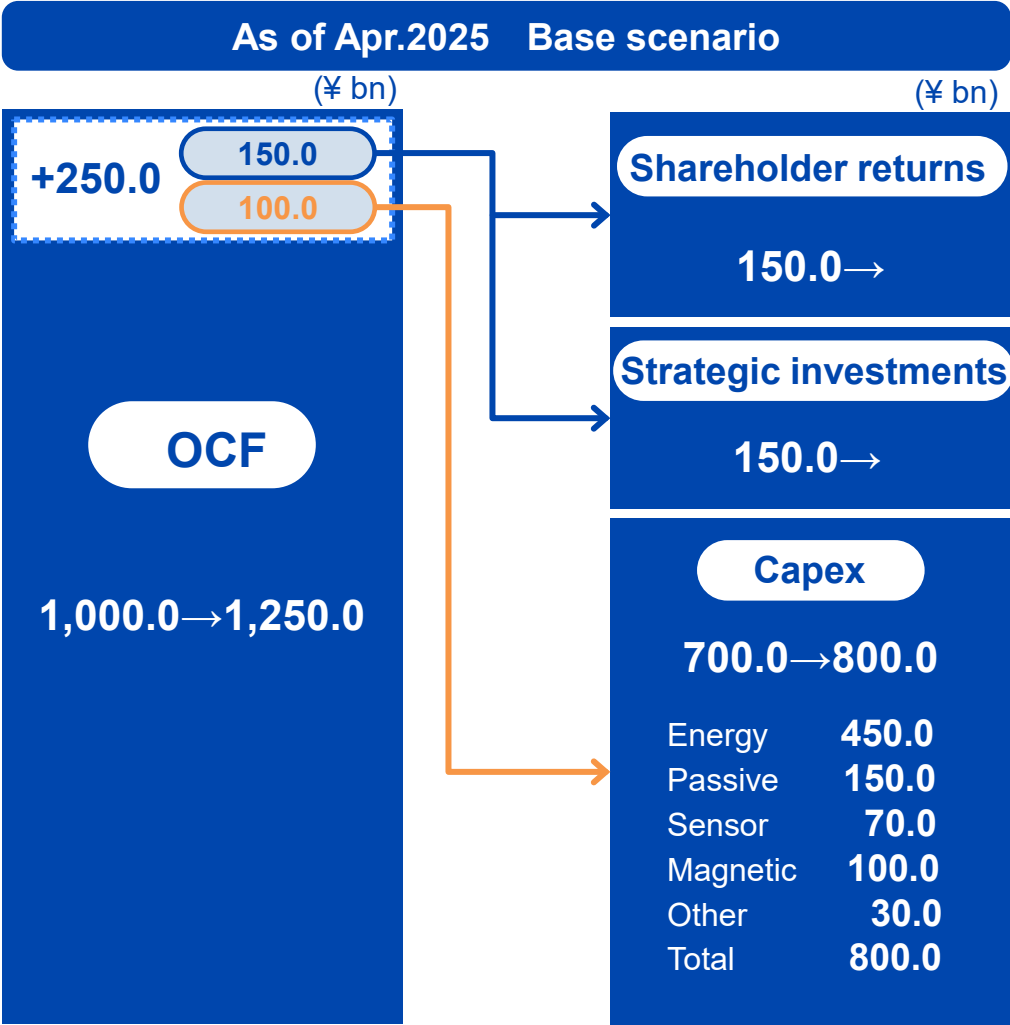 As of Apr.2025 Base scenario
(¥ bn)
+250.0
150.0
100.0
OCF
1,000.0→1,250.0
(¥ bn)
Shareholder returns
150.0→
Strategic investments
150.0→
Capex
700.0→800.0
Energy 450.0
Passive 150.0
Sensor 70.0
Magnetic 100.0
Other 30.0
Total 800.0